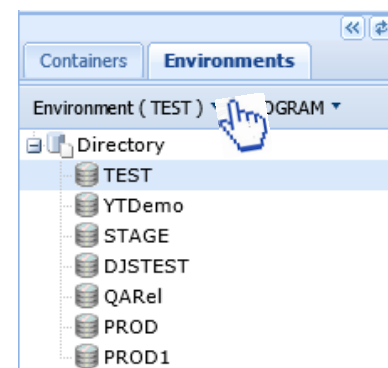 Containers Environments
Environment ( TEST ) OGRAM
Directory
TEST
YTDemo
STAGE
DJSTEST
QARel
PROD
PROD1